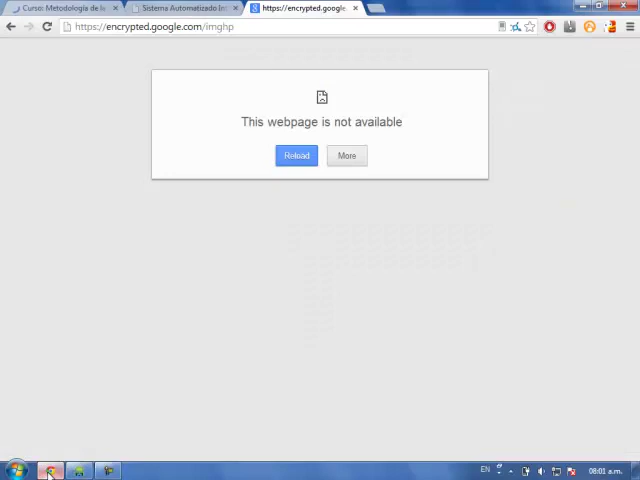 Curso: Metodología de
Sistema Automatizado
https://encrypted.google
https://encrypted.google.com/imghp
This webpage is not available
Reload
More
EN
08:01 a.m.